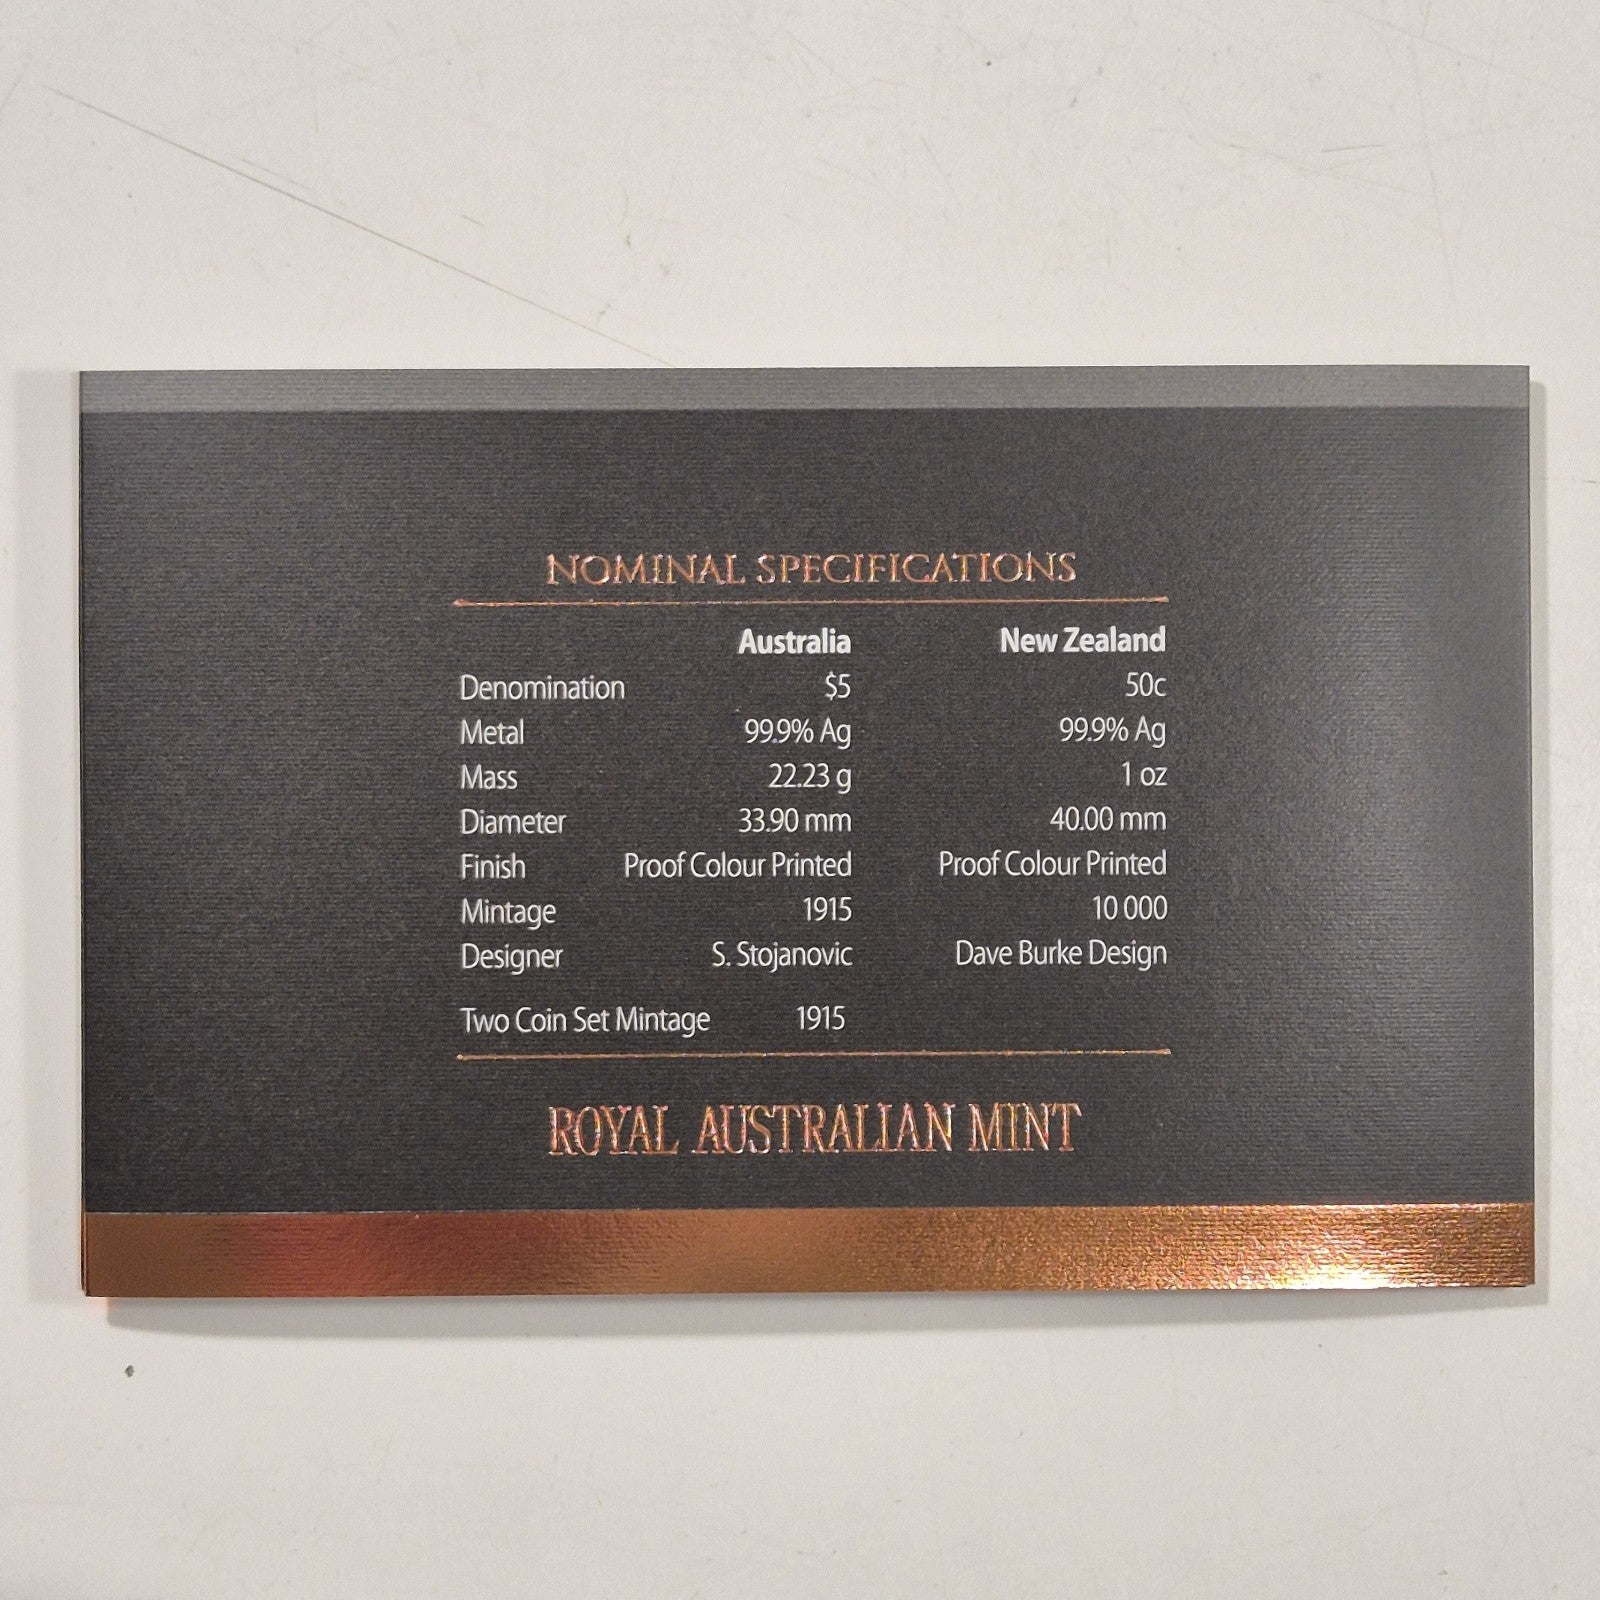 NOMINAL SPECIFICATIONS
Australia New Zealand
Denomination $5 50c
Metal 99.9% Ag 99.9% Ag
Mass 22.23 g 1 oz
Diameter 33.90 mm 40.00 mm
Finish Proof Colour Printed Proof Colour Printed
Mintage 1915 10 000
Designer S. Stojanovic Dave Burke Design
Two Coin Set Mintage 1915
ROYAL AUSTRALIAN MINT